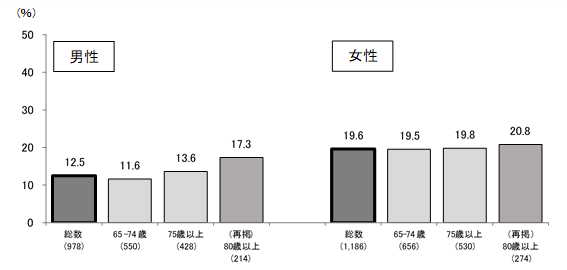 (%)
50
40
30
20
10
0
男性
女性
12.5
11.6
13.6
17.3
19.6
19.5
19.8
20.8
総数
(978)
65-74歳
(550)
75歳以上
(428)
(再掲)
80歳以上
(214)
総数
(1,186)
65-74歳
(656)
75歳以上
(530)
(再掲)
80歳以上
(274)